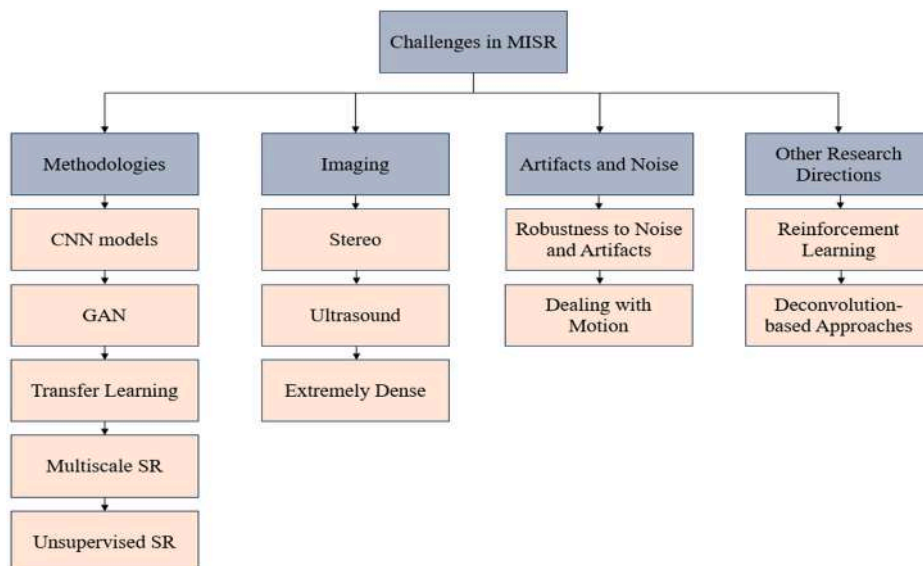 Challenges in MISR
Methodologies
CNN models
GAN
Transfer Learning
Multiscale SR
Unsupervised SR
Imaging
Stereo
Ultrasound
Extremely Dense
Artifacts and Noise
Robustness to Noise
and Artifacts
Dealing with
Motion
Other Research
Directions
Reinforcement
Learning
Deconvolution-
based Approaches